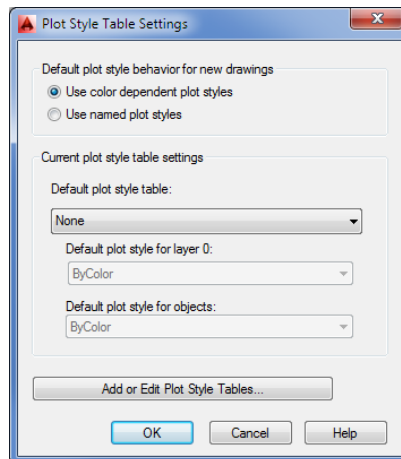 Plot Style Table Settings
Default plot style behavior for new drawings
Use color dependent plot styles
Use named plot styles
Current plot style table settings
Default plot style table:
None
Default plot style for layer 0:
ByColor
Default plot style for objects:
ByColor
Add or Edit Plot Style Tables...
OK Cancel Help